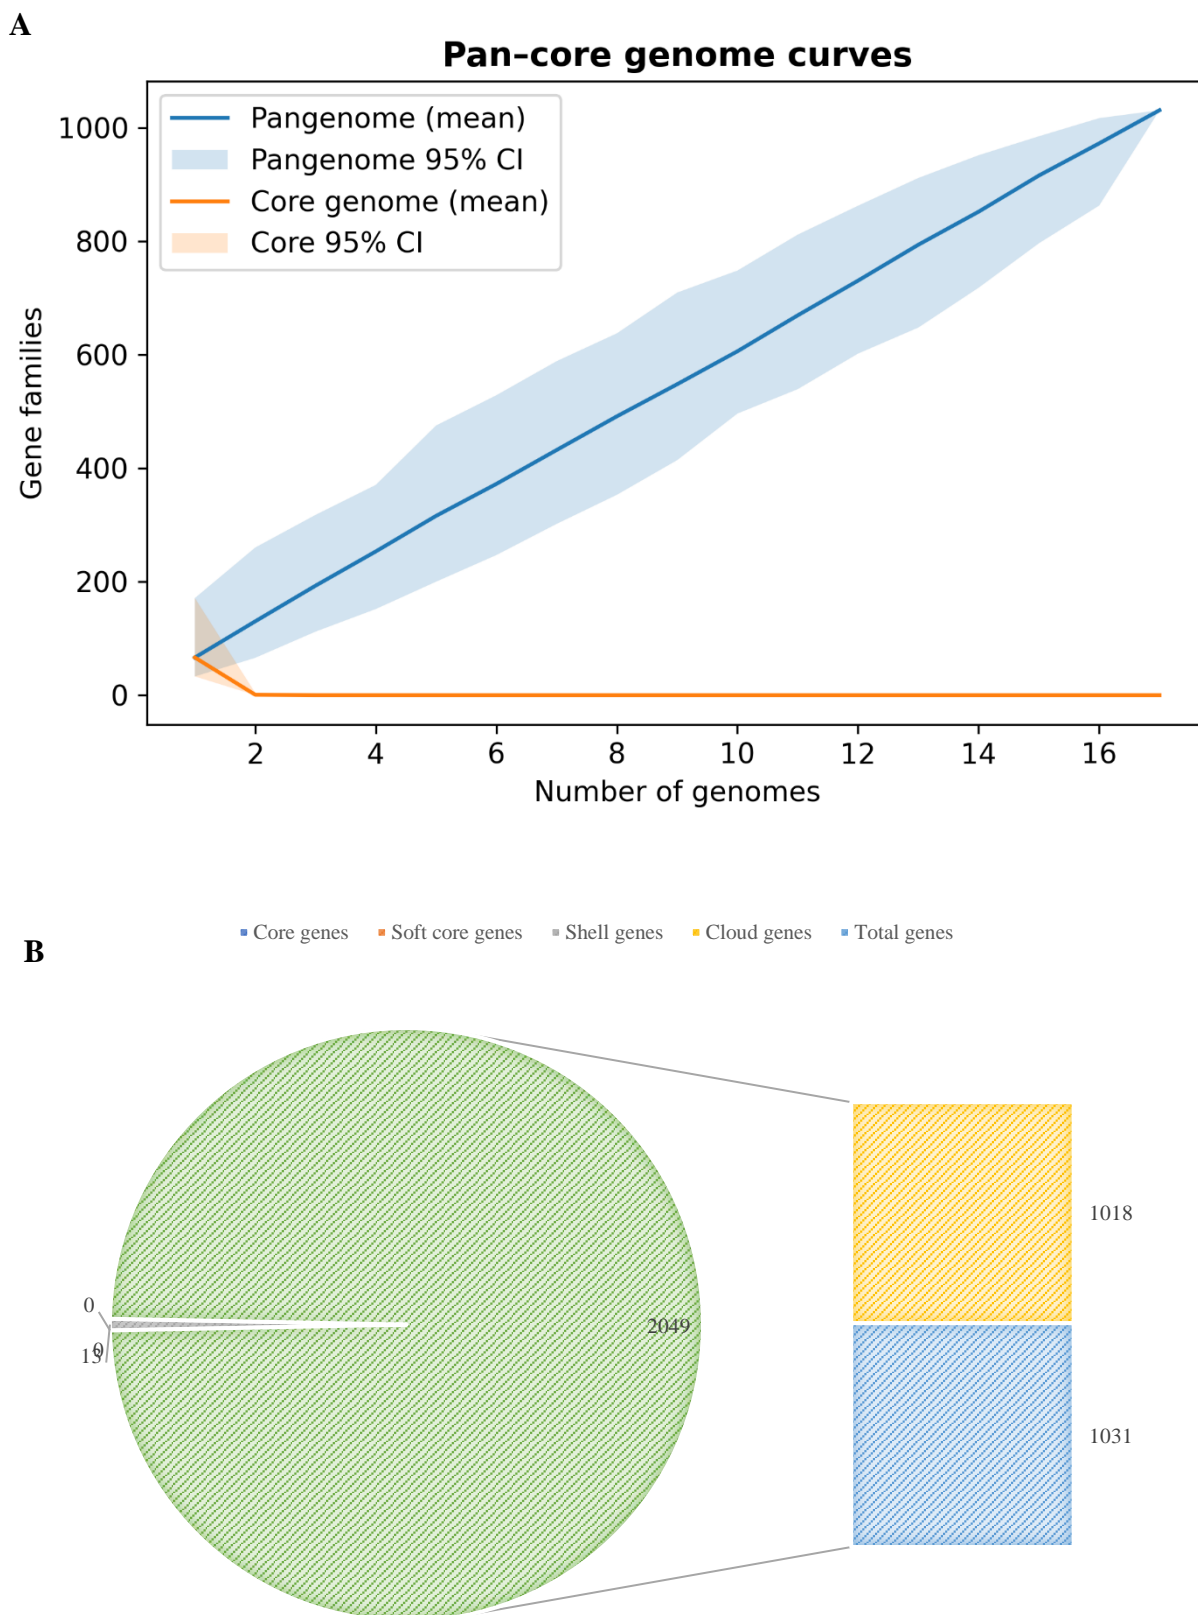 A
Pan–core genome curves
Pangenome (mean)
Pangenome 95% CI
Core genome (mean)
Core 95% CI
1000
800
600
400
200
0
Gene families
2 4 6 8 10 12 14 16
Number of genomes
Core genes Soft core genes Shell genes Cloud genes Total genes
B
0
0
13
2049
1018
1031